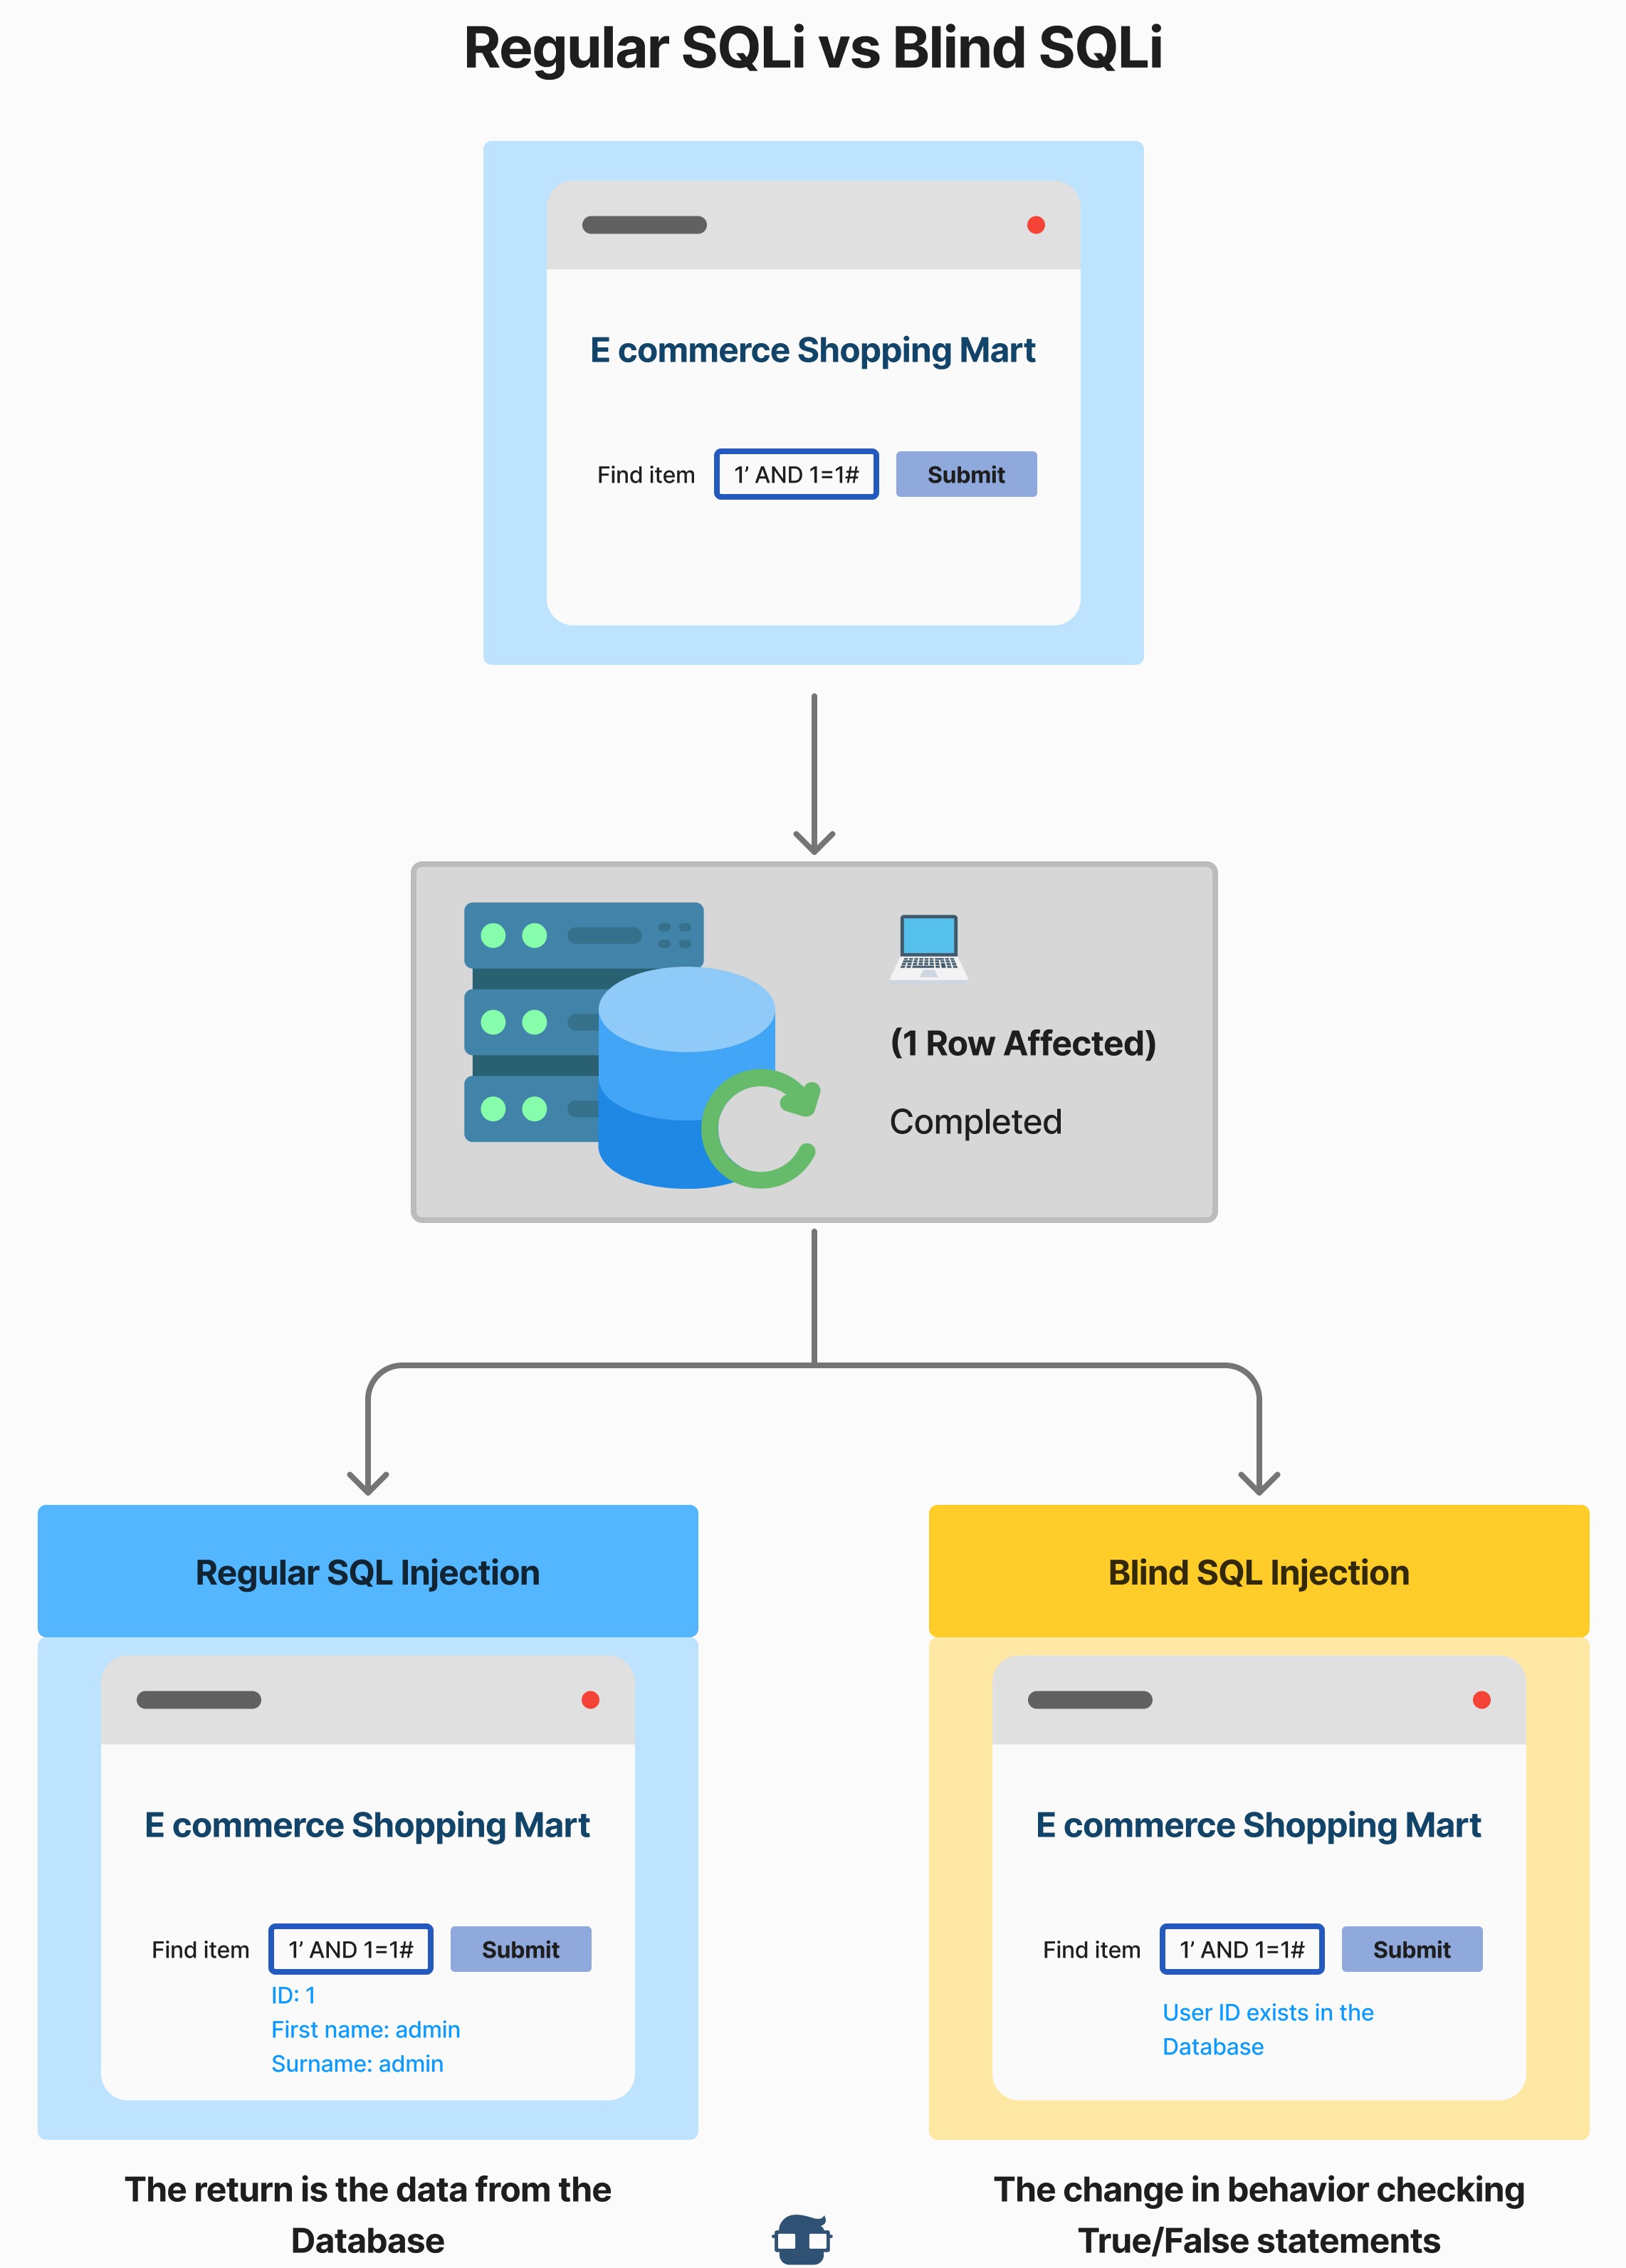 Regular SQLi vs Blind SQLi
E commerce Shopping Mart
Find item 1’ AND 1=1# Submit
(1 Row Affected)
Completed
Regular SQL Injection
E commerce Shopping Mart
Find item 1’ AND 1=1# Submit
ID: 1
First name: admin
Surname: admin
The return is the data from the
Database
Blind SQL Injection
E commerce Shopping Mart
Find item 1’ AND 1=1# Submit
User ID exists in the
Database
The change in behavior checking
True/False statements